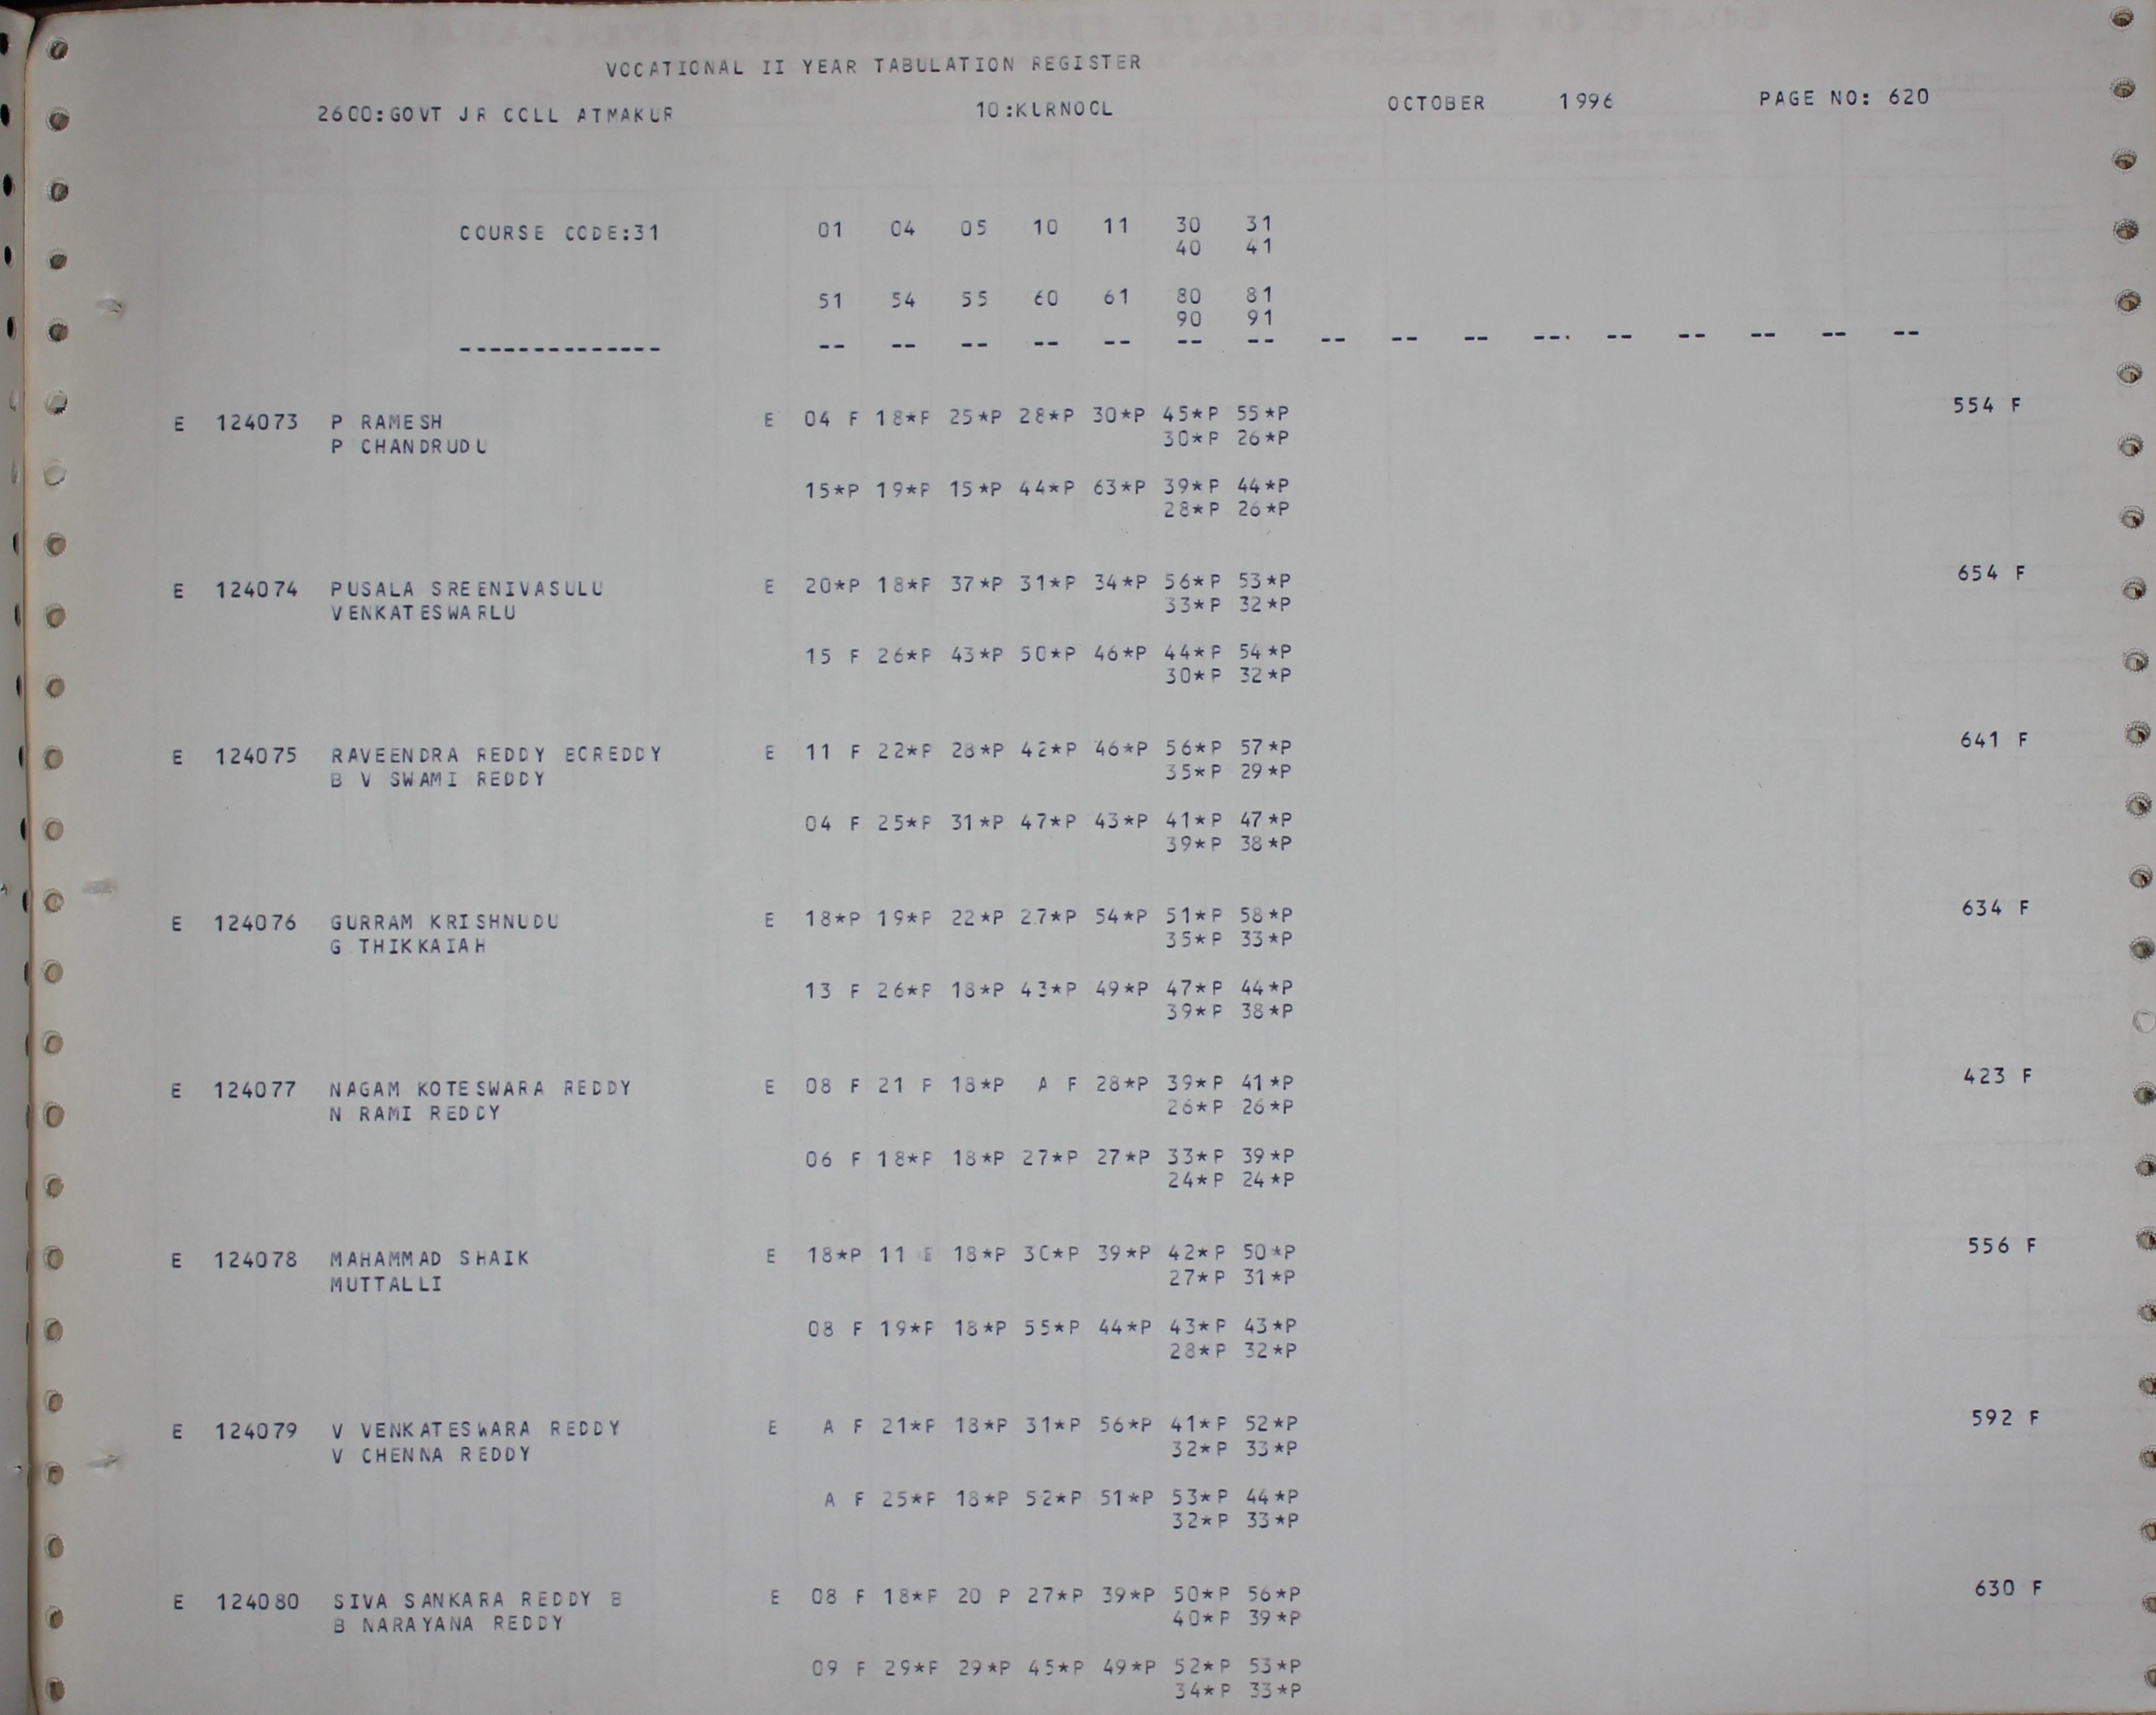 VOCATIONAL II YEAR TABULATION REGISTER
2600:GOVT JR COLL ATMAKUR 10:KURNOOL OCTOBER 1996 PAGE NO: 620
COURSE CODE:31 01 04 05 10 11 30 31
40 41
51 54 55 60 61 80 81
90 91
-------------- -- -- -- -- -- -- -- -- -- -- -- -- -- -- -- --
E 124073 P RAMESH E 04 F 18*P 25*P 28*P 30*P 45*P 55*P 554 F
P CHANDRUDU 30*P 26*P
15*P 19*P 15*P 44*P 63*P 39*P 44*P
28*P 26*P
E 124074 PUSALA SREENIVASULU E 20*P 18*P 37*P 31*P 34*P 56*P 53*P 654 F
VENKATESWARLU 33*P 32*P
15 F 26*P 43*P 50*P 46*P 44*P 54*P
30*P 32*P
E 124075 RAVEENDRA REDDY ECREDDY E 11 F 22*P 28*P 42*P 46*P 56*P 57*P 641 F
B V SWAMI REDDY 35*P 29*P
04 F 25*P 31*P 47*P 43*P 41*P 47*P
39*P 38*P
E 124076 GURRAM KRISHNUDU E 18*P 19*P 22*P 27*P 54*P 51*P 58*P 634 F
G THIKKAIAH 35*P 33*P
13 F 26*P 18*P 43*P 49*P 47*P 44*P
39*P 38*P
E 124077 NAGAM KOTESWARA REDDY E 08 F 21 P 18*P A F 28*P 39*P 41*P 423 F
N RAMI REDDY 26*P 26*P
06 F 18*P 18*P 27*P 27*P 33*P 39*P
24*P 24*P
E 124078 MAHAMMAD SHAIK E 18*P 11 18*P 30*P 39*P 42*P 50*P 556 F
MUTTALLI 27*P 31*P
08 F 19*P 18*P 55*P 44*P 43*P 43*P
28*P 32*P
E 124079 V VENKATESWARA REDDY E A F 21*P 18*P 31*P 56*P 41*P 52*P 592 F
V CHENNA REDDY 32*P 33*P
A F 25*P 18*P 52*P 51*P 53*P 44*P
32*P 33*P
E 124080 SIVA SANKARA REDDY B E 08 F 18*P 20 P 27*P 39*P 50*P 56*P 630 F
B NARAYANA REDDY 40*P 39*P
09 F 29*P 29*P 45*P 49*P 52*P 53*P
34*P 33*P